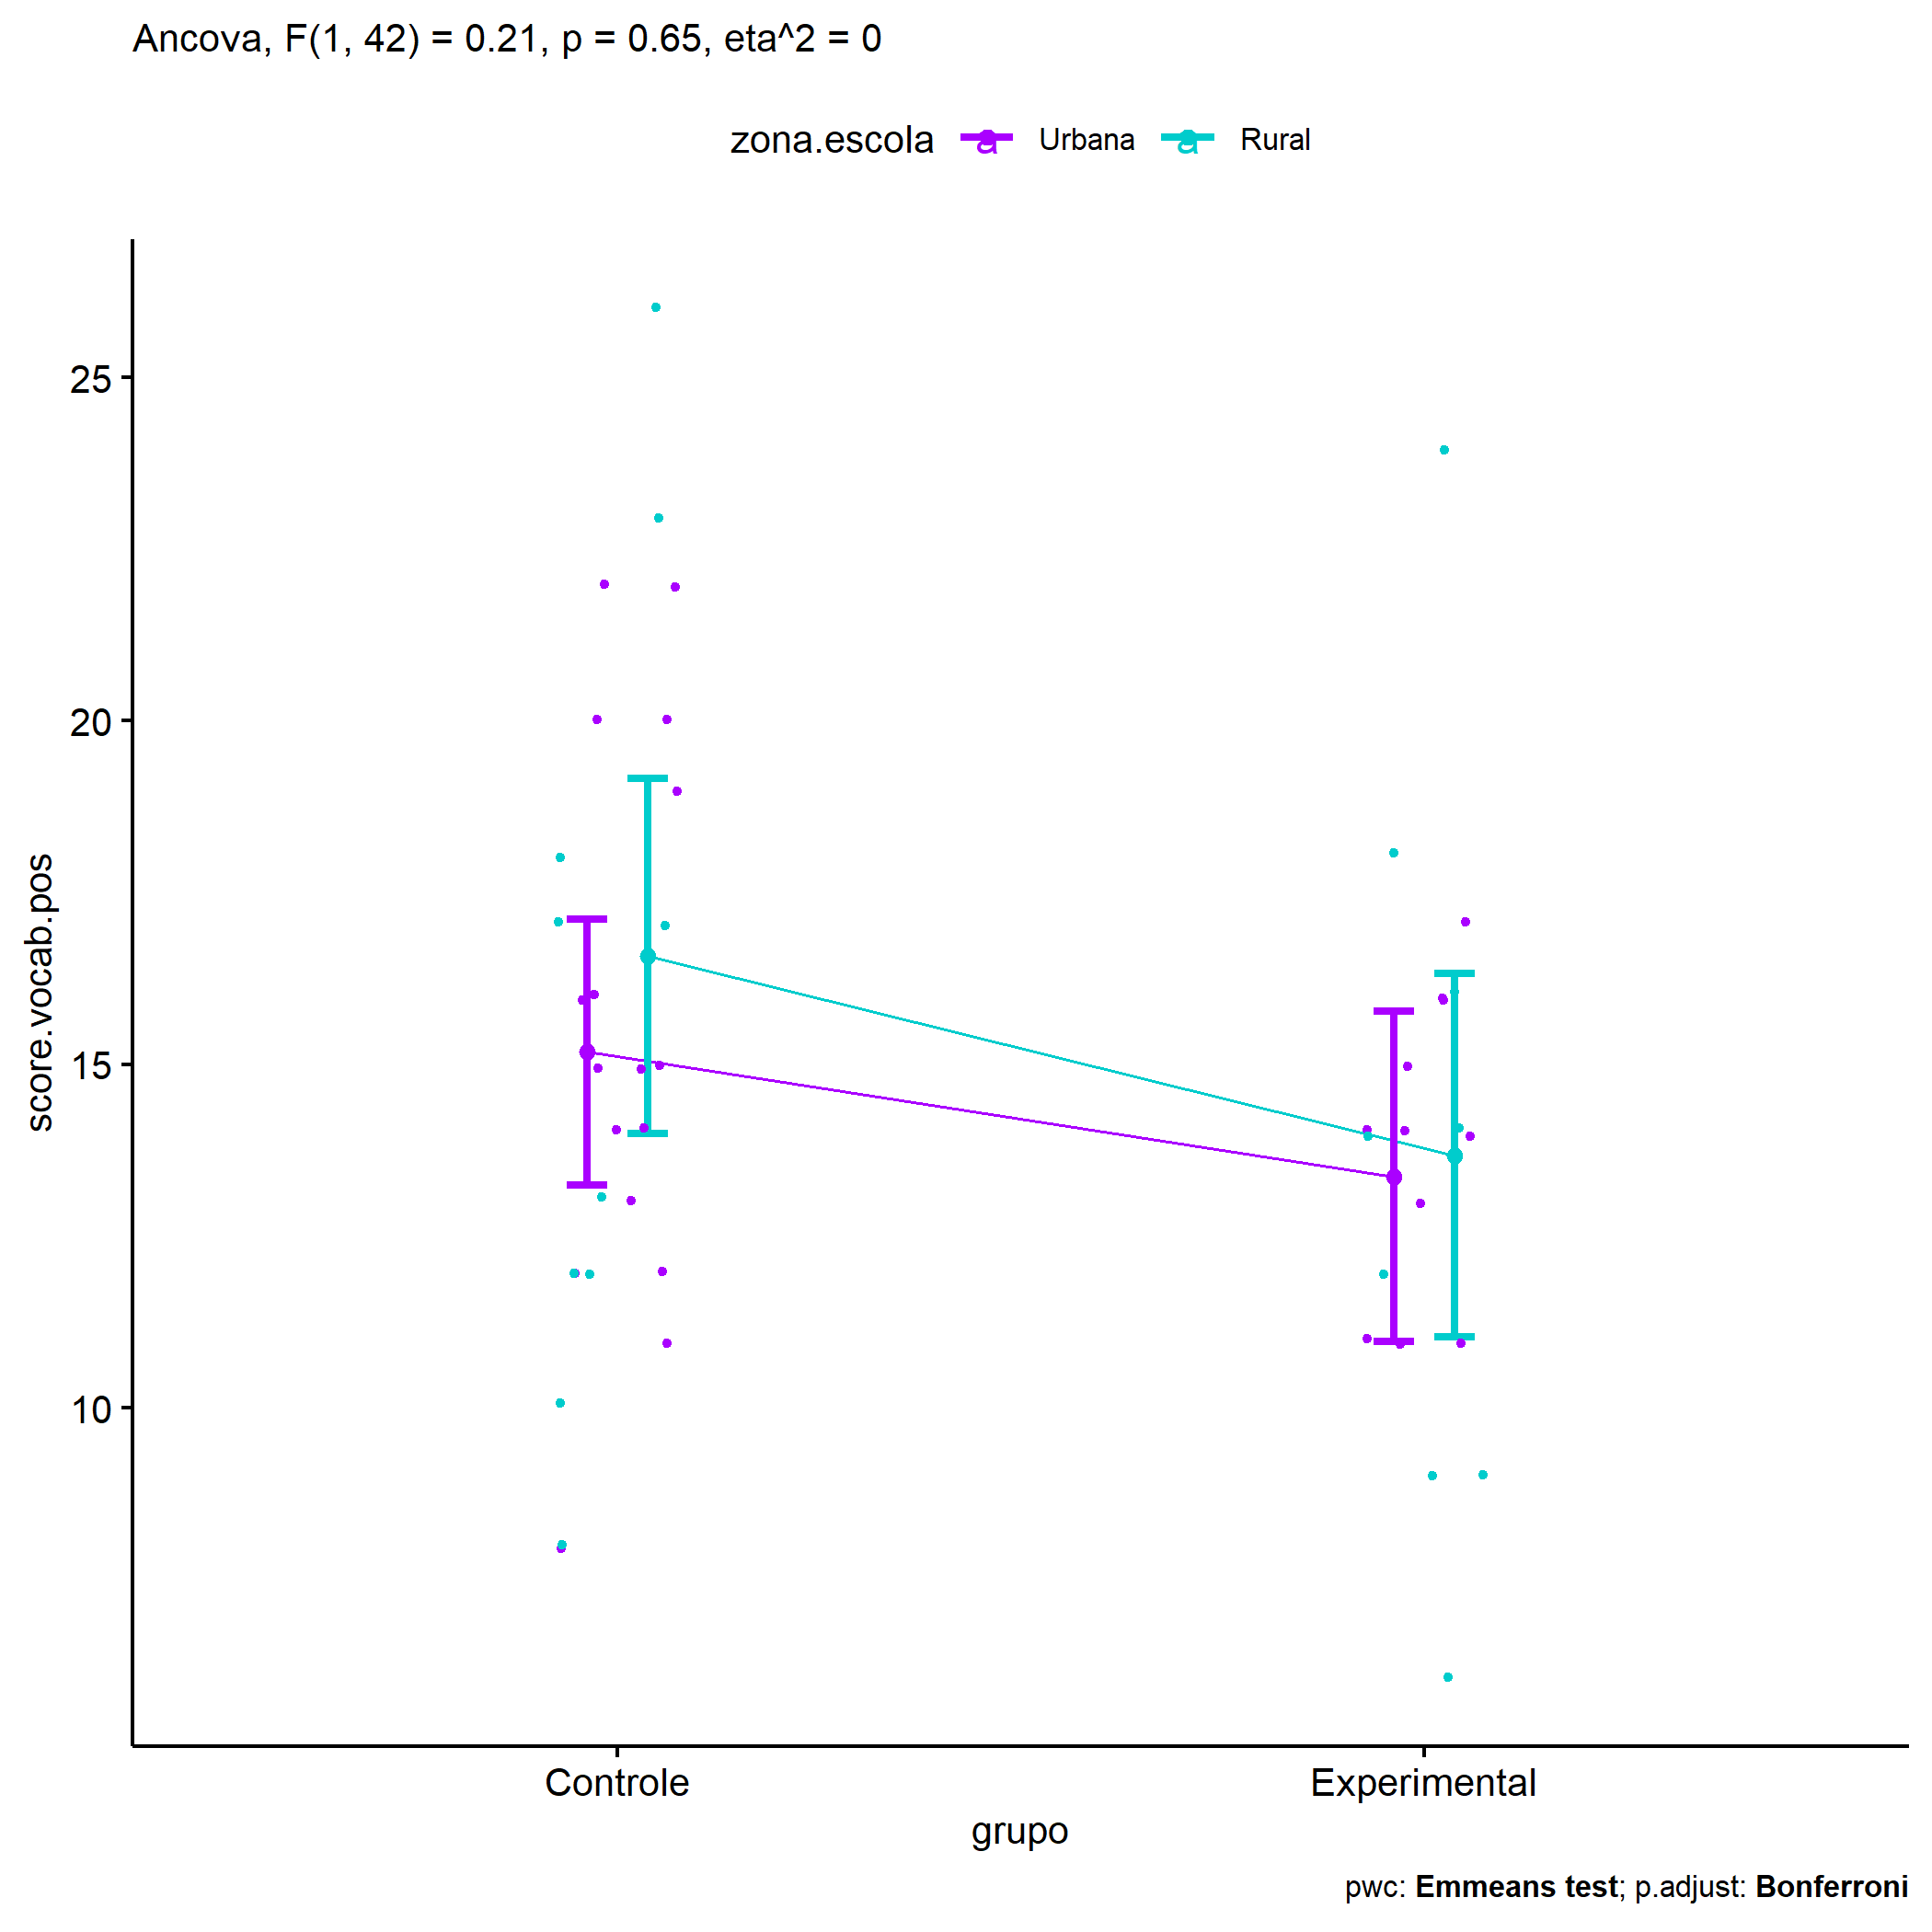 Ancova, F(1, 42) = 0.21, p = 0.65, eta^2 = 0
zona.escola a Urbana a Rural
25
20
15
10
score.vocab.pos
Controle Experimental
grupo
pwc: Emmeans test; p.adjust: Bonferroni